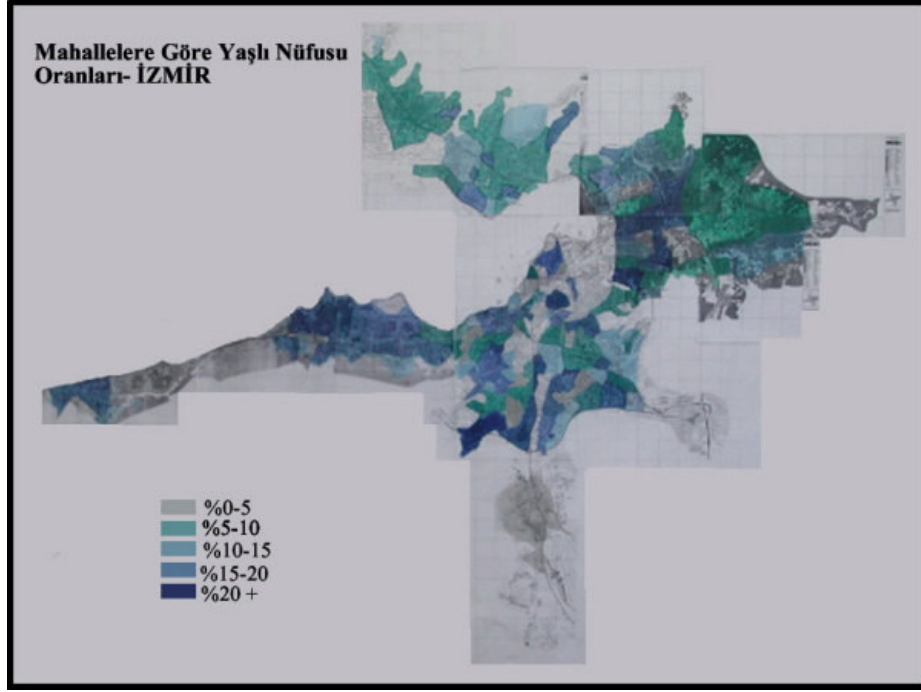 Mahallelere Göre Yaşlı Nüfusu
Oranları- İZMİR
%0-5
%5-10
%10-15
%15-20
%20 +